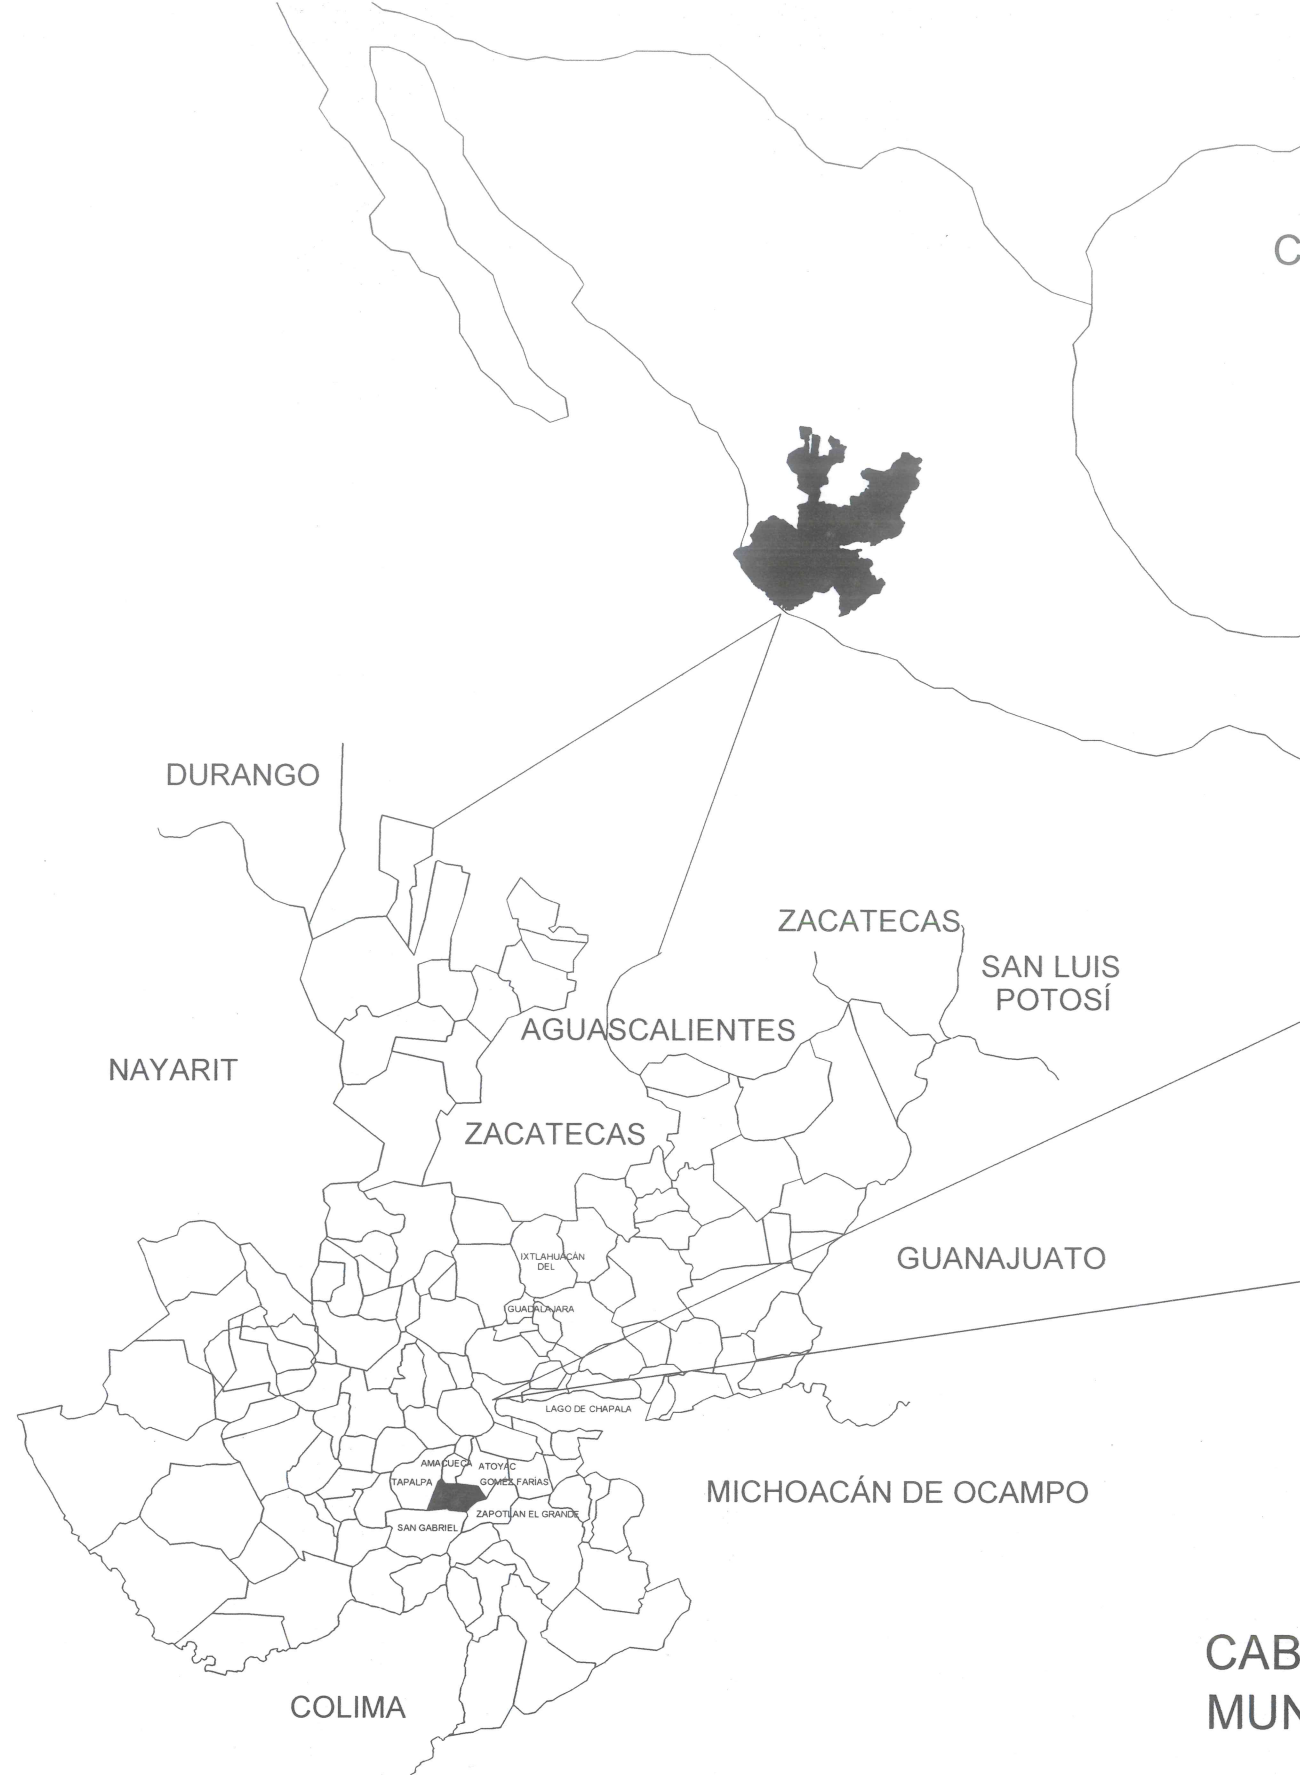 C
DURANGO
ZACATECAS
SAN LUIS
POTOSÍ
AGUASCALIENTES
NAYARIT
ZACATECAS
IXTLAHUACÁN
DEL
GUANAJUATO
GUADALAJARA
LAGO DE CHAPALA
AMACUECA
ATOYAC
TAPALPA
GOMÉZ FARÍAS
MICHOACÁN DE OCAMPO
ZAPOTLAN EL GRANDE
SAN GABRIEL
CAB
MUN
COLIMA